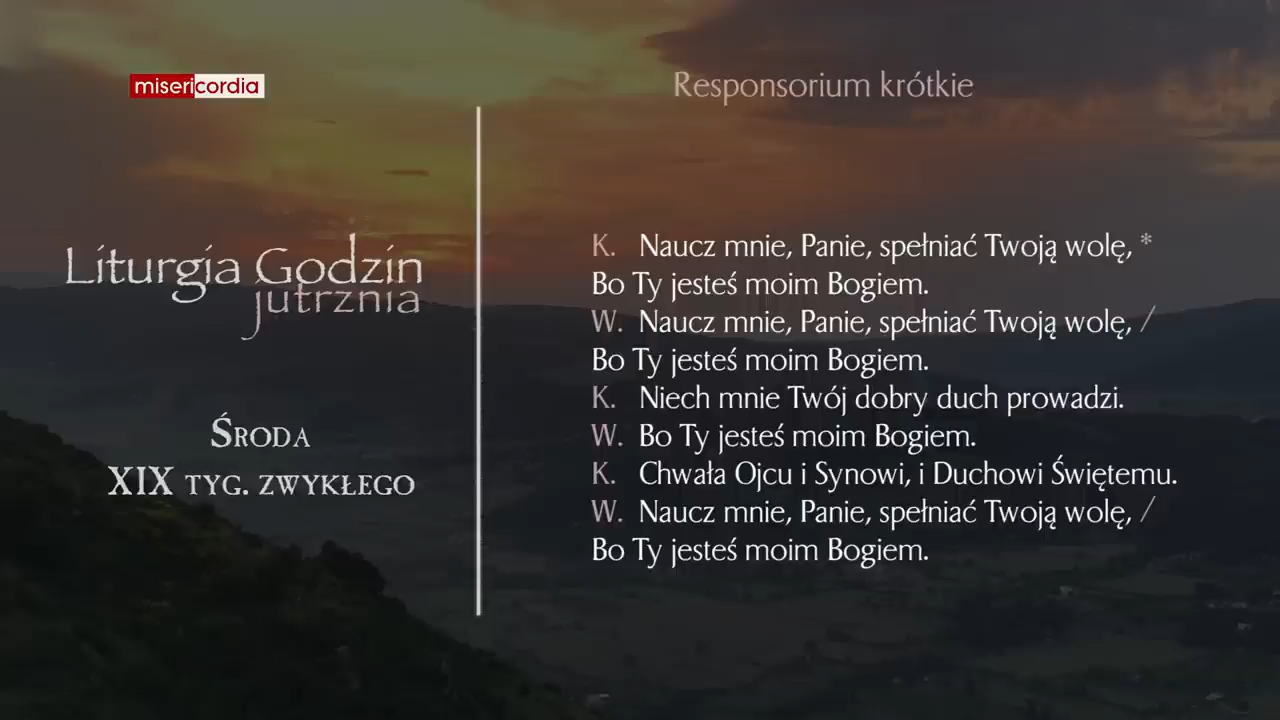 misericordia
Liturgia Godzin
jutrznia
Środa
XIX tyg. zwykłego
Responsorium krótkie
K. Naucz mnie, Panie, spełniać Twoją wolę, *
Bo Ty jesteś moim Bogiem.
W. Naucz mnie, Panie, spełniać Twoją wolę, /
Bo Ty jesteś moim Bogiem.
K. Niech mnie Twój dobry duch prowadzi.
W. Bo Ty jesteś moim Bogiem.
K. Chwała Ojcu i Synowi, i Duchowi Świętemu.
W. Naucz mnie, Panie, spełniać Twoją wolę, /
Bo Ty jesteś moim Bogiem.